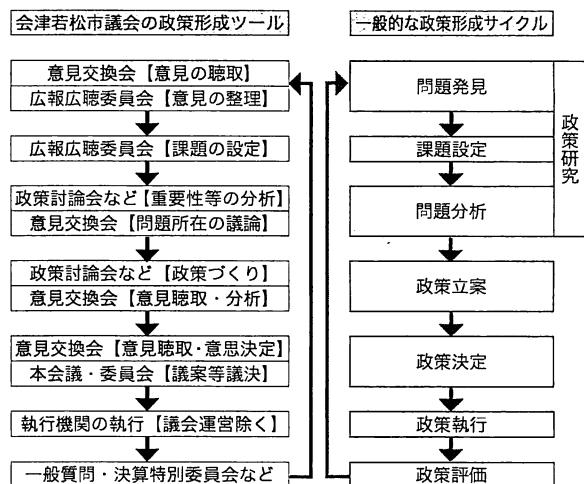 会津若松市議会の政策形成ツール
意見交換会【意見の聴取】
広報広聴委員会【意見の整理】
広報広聴委員会【課題の設定】
政策討論会など【重要性等の分析】
意見交換会【問題所在の議論】
政策討論会など【政策づくり】
意見交換会【意見聴取・分析】
意見交換会【意見聴取・意思決定】
本会議・委員会【議案等議決】
執行機関の執行【議会運営除く】
一般質問・決算特別委員会など
一般的な政策形成サイクル
問題発見
課題設定
問題分析
政策研究
政策立案
政策決定
政策執行
政策評価